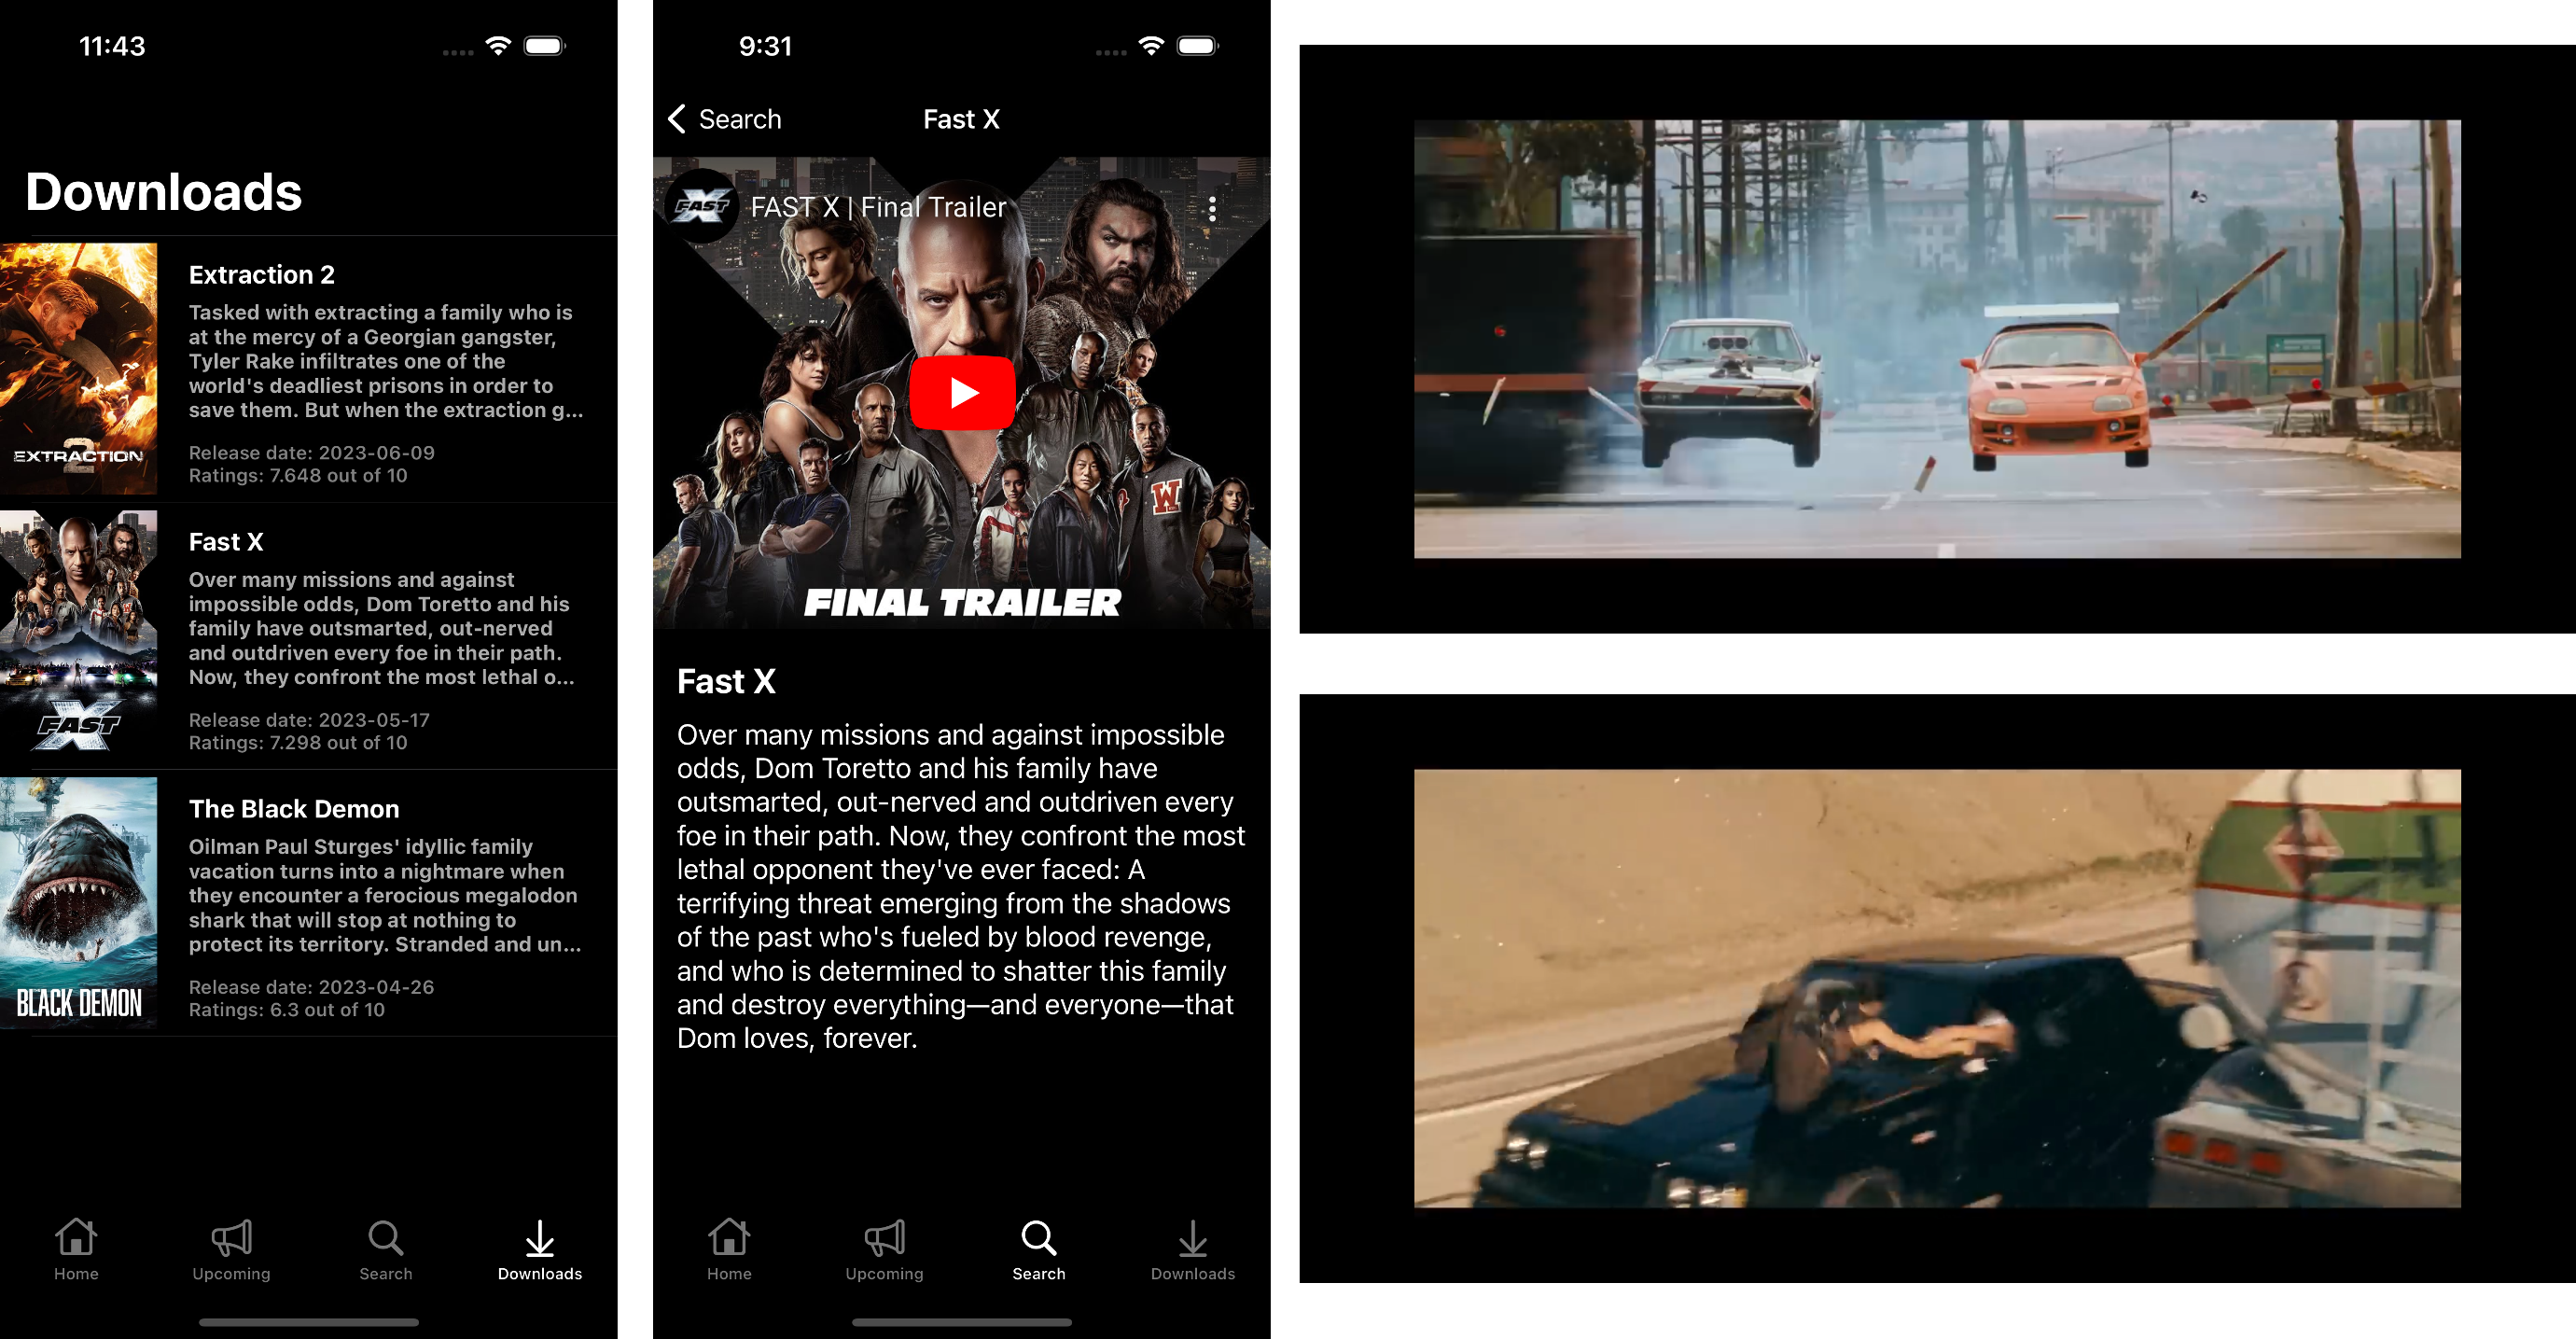 11:43
Downloads
EXTRACTION
2
Extraction 2
Tasked with extracting a family who is
at the mercy of a Georgian gangster,
Tyler Rake infiltrates one of the
world's deadliest prisons in order to
save them. But when the extraction g...
Release date: 2023-06-09
Ratings: 7.648 out of 10
FAST X
Fast X
Over many missions and against
impossible odds, Dom Toretto and his
family have outsmarted, out-nerved
and outdriven every foe in their path.
Now, they confront the most lethal o...
Release date: 2023-05-17
Ratings: 7.298 out of 10
BLACK DEMON
The Black Demon
Oilman Paul Sturges' idyllic family
vacation turns into a nightmare when
they encounter a ferocious megalodon
shark that will stop at nothing to
protect its territory. Stranded and un...
Release date: 2023-04-26
Ratings: 6.3 out of 10
Home
Upcoming
Search
Downloads
9:31
Search
Fast X
FAST X
FAST X | Final Trailer
W
FINAL TRAILER
Fast X
Over many missions and against impossible
odds, Dom Toretto and his family have
outsmarted, out-nerved and outdriven every
foe in their path. Now, they confront the most
lethal opponent they've ever faced: A
terrifying threat emerging from the shadows
of the past who's fueled by blood revenge,
and who is determined to shatter this family
and destroy everything—and everyone—that
Dom loves, forever.
Home
Upcoming
Search
Downloads